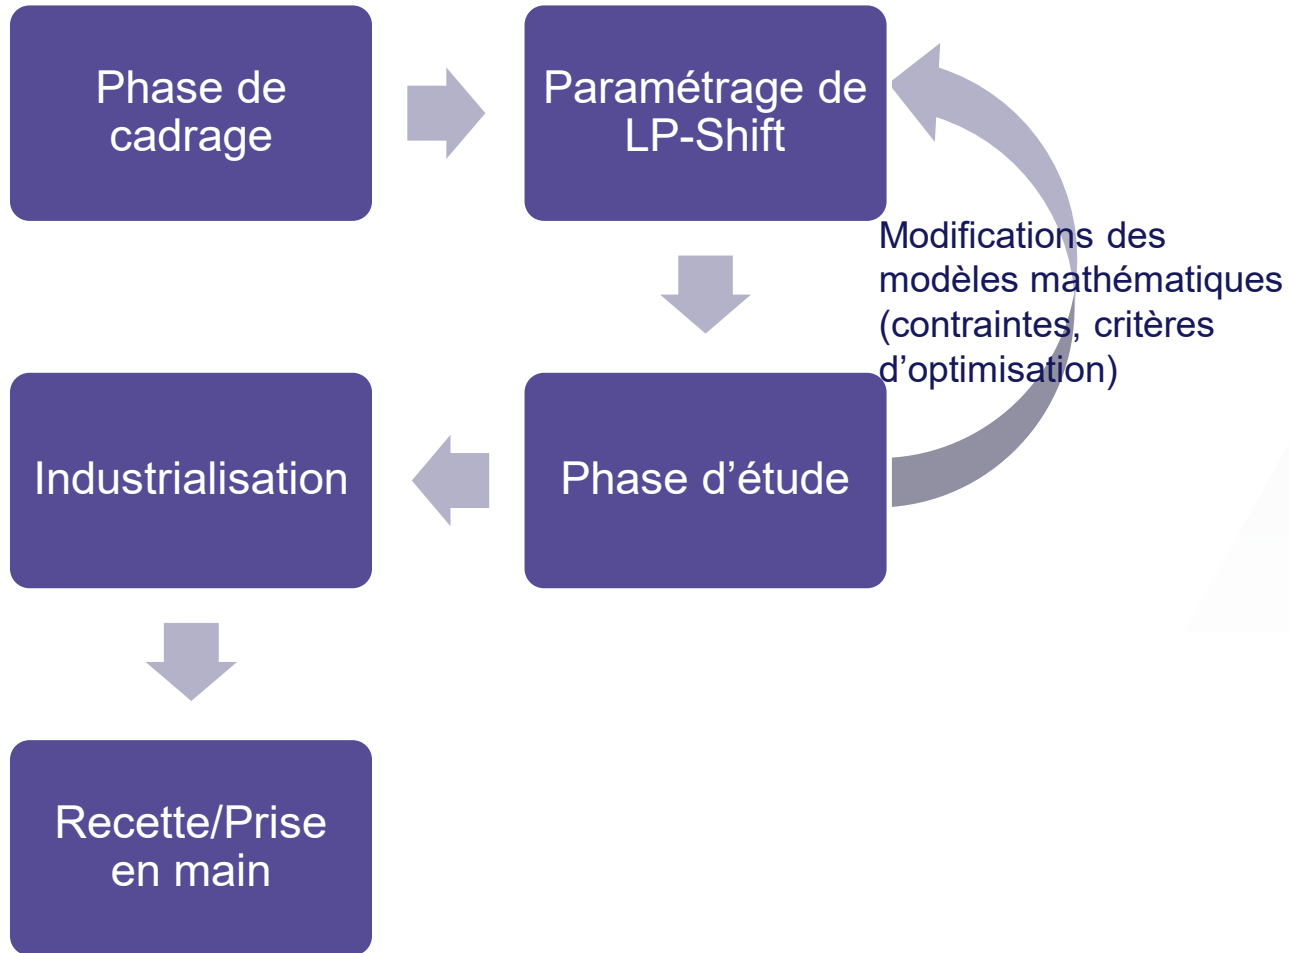 Phase de
cadrage
Paramétrage de
LP-Shift
Modifications des
modèles mathématiques
(contraintes, critères
d’optimisation)
Phase d’étude
Industrialisation
Recette/Prise
en main